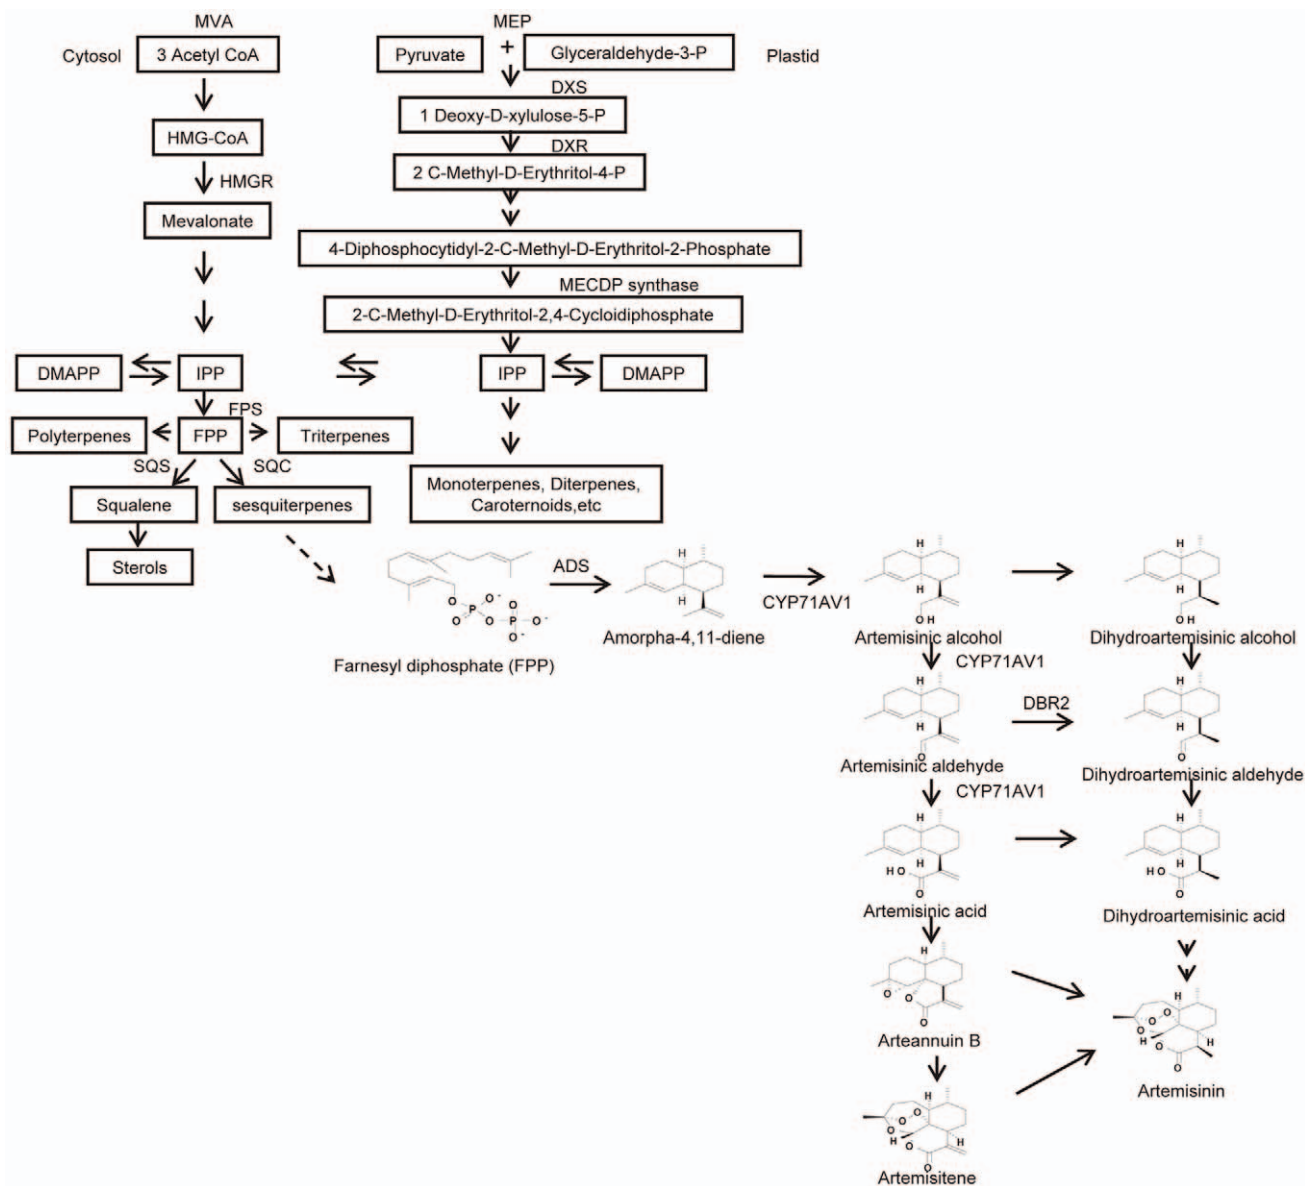 MVA
MEP
Cytosol
3 Acetyl CoA
Pyruvate
+
Glyceraldehyde-3-P
Plastid
DXS
1 Deoxy-D-xylulose-5-P
HMG-CoA
DXR
2 C-Methyl-D-Erythritol-4-P
HMGR
Mevalonate
4-Diphosphocytidyl-2-C-Methyl-D-Erythritol-2-Phosphate
MECDP synthase
2-C-Methyl-D-Erythritol-2,4-Cycloidiphosphate
DMAPP
IPP
IPP
DMAPP
FPS
Polyterpenes
FPP
Triterpenes
SQS
SQC
Squalene
sesquiterpenes
Monoterpenes, Diterpenes,
Caroternoids,etc
Sterols
ADS
CYP71AV1
Farnesyl diphosphate (FPP)
Amorpha-4,11-diene
Artemisinic alcohol
Dihydroartemisinic alcohol
CYP71AV1
DBR2
Artemisinic aldehyde
Dihydroartemisinic aldehyde
CYP71AV1
Artemisinic acid
Dihydroartemisinic acid
Arteannuin B
Artemisinin
Artemisitene